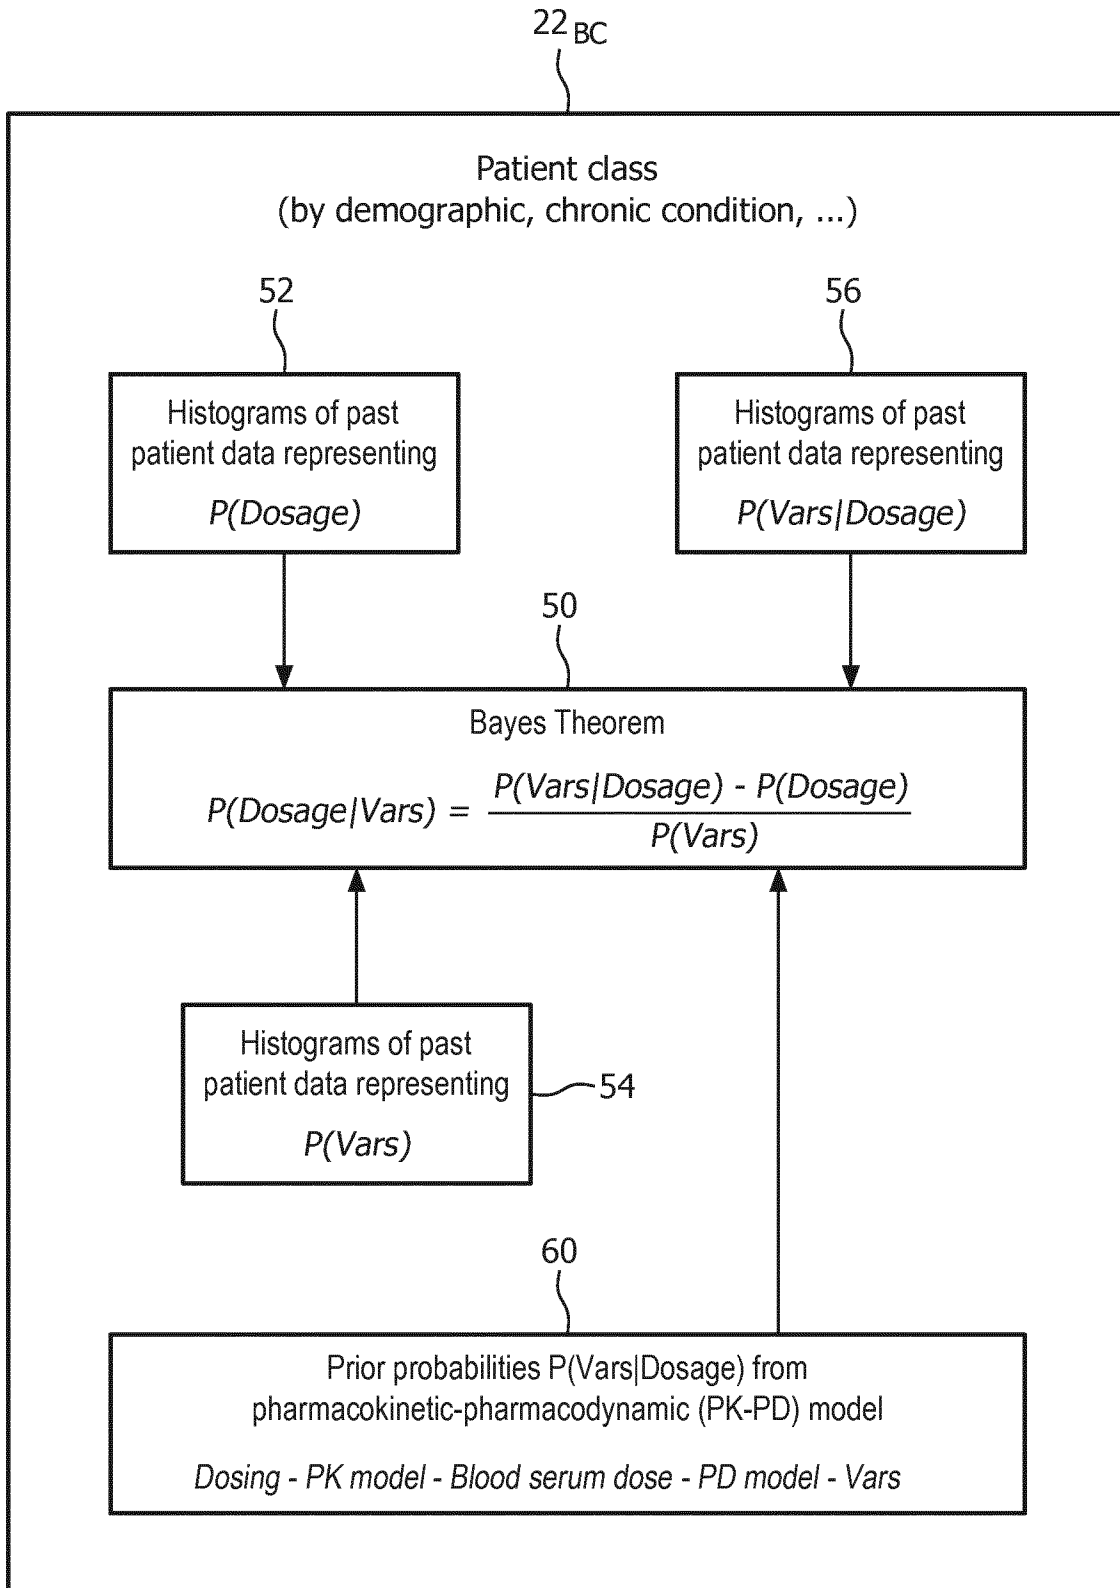 22BC
Patient class
(by demographic, chronic condition, ...)
52
56
Histograms of past
patient data representing
P(Dosage)
Histograms of past
patient data representing
P(Vars|Dosage)
50
Bayes Theorem
P(Dosage|Vars) = P(Vars|Dosage) - P(Dosage)
P(Vars)
Histograms of past
patient data representing
P(Vars)
54
60
Prior probabilities P(Vars|Dosage) from
pharmacokinetic-pharmacodynamic (PK-PD) model
Dosing - PK model - Blood serum dose - PD model - Vars